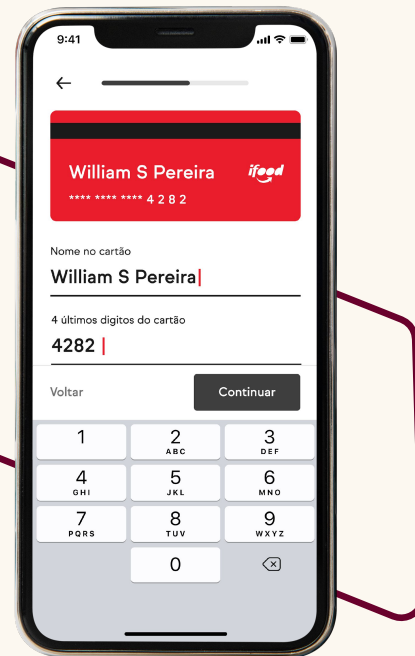 9:41
William S Pereira
ifood
**** **** **** 4282
Nome no cartão
William S Pereira
4 últimos digitos do cartão
4282
Voltar
Continuar
1 2 3
ABC DEF
4 5 6
GHI JKL MNO
7 8 9
PQRS TUV WXYZ
0